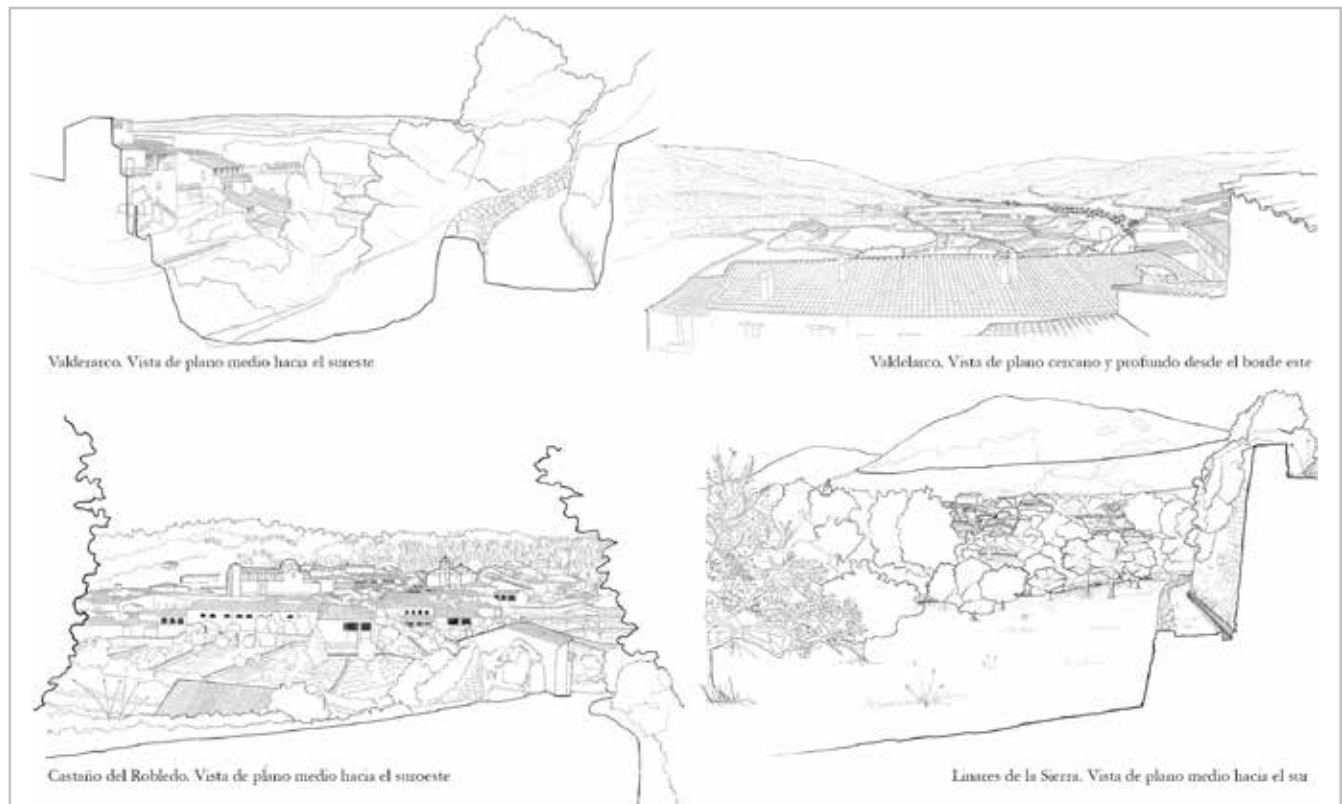 Valderarco. Vista de plano medio hacia el sureste
Valdelarco. Vista de plano cercano y profundo desde el borde este
Castaño del Robledo. Vista de plano medio hacia el suroeste
Linares de la Sierra. Vista de plano medio hacia el sur